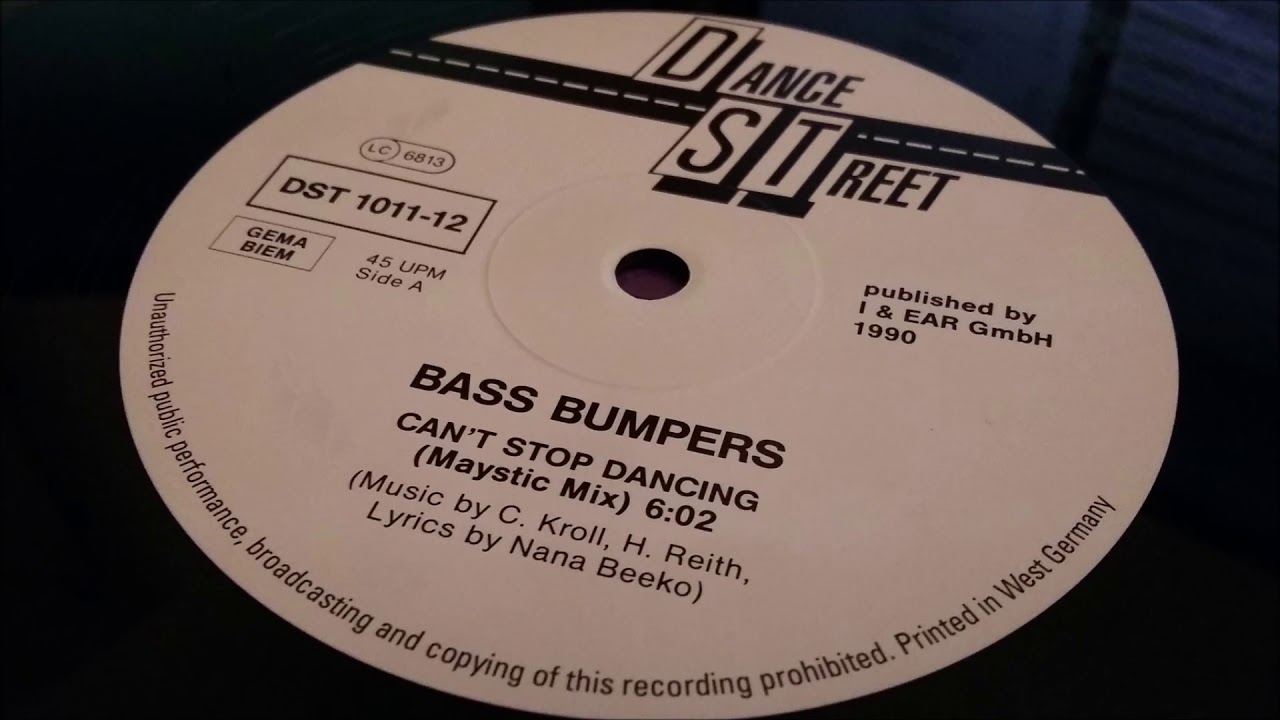 DANCE
STREET
LC 6813
DST 1011-12
GEMA
BIEM
45 UPM
Side A
published by
I & EAR GmbH
1990
BASS BUMPERS
CAN'T STOP DANCING
(Maystic Mix) 6:02
(Music by C. Kroll, H. Reith,
Lyrics by Nana Beeko)
Unauthorized public performance, broadcasting and copying of this recording prohibited. Printed in West Germany